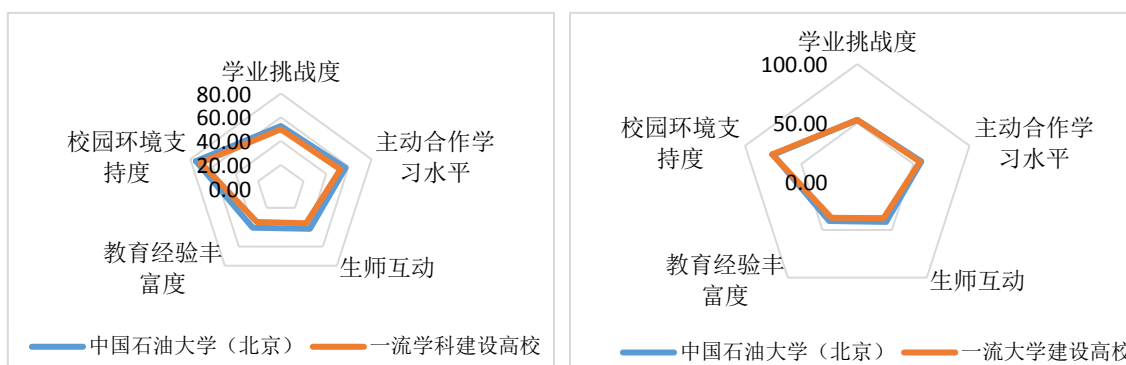 学业挑战度
80.00
60.00
40.00
20.00
0.00
主动合作学
习水平
生师互动
教育经验丰
富度
校园环境支
持度
中国石油大学（北京）
一流学科建设高校
学业挑战度
100.00
50.00
0.00
主动合作学
习水平
生师互动
教育经验丰
富度
校园环境支
持度
中国石油大学（北京）
一流大学建设高校